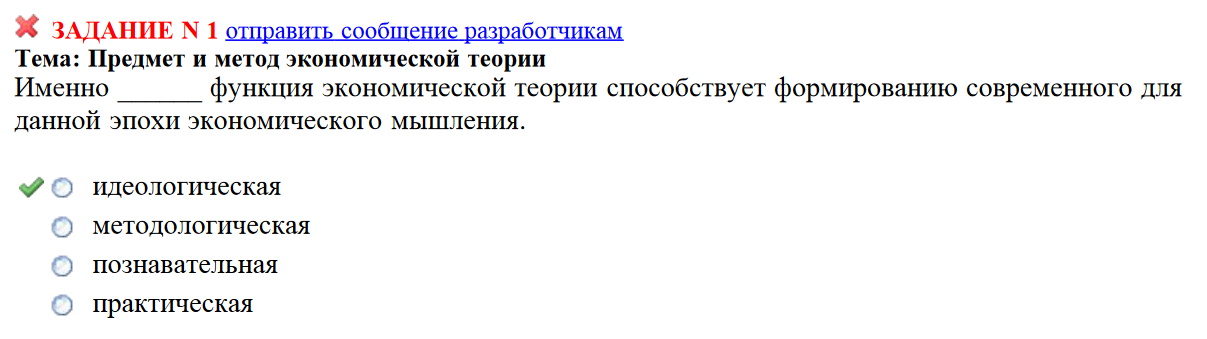 ЗАДАНИЕ N 1 отправить сообщение разработчикам
Тема: Предмет и метод экономической теории
Именно ______ функция экономической теории способствует формированию современного для
данной эпохи экономического мышления.
идеологическая
методологическая
познавательная
практическая